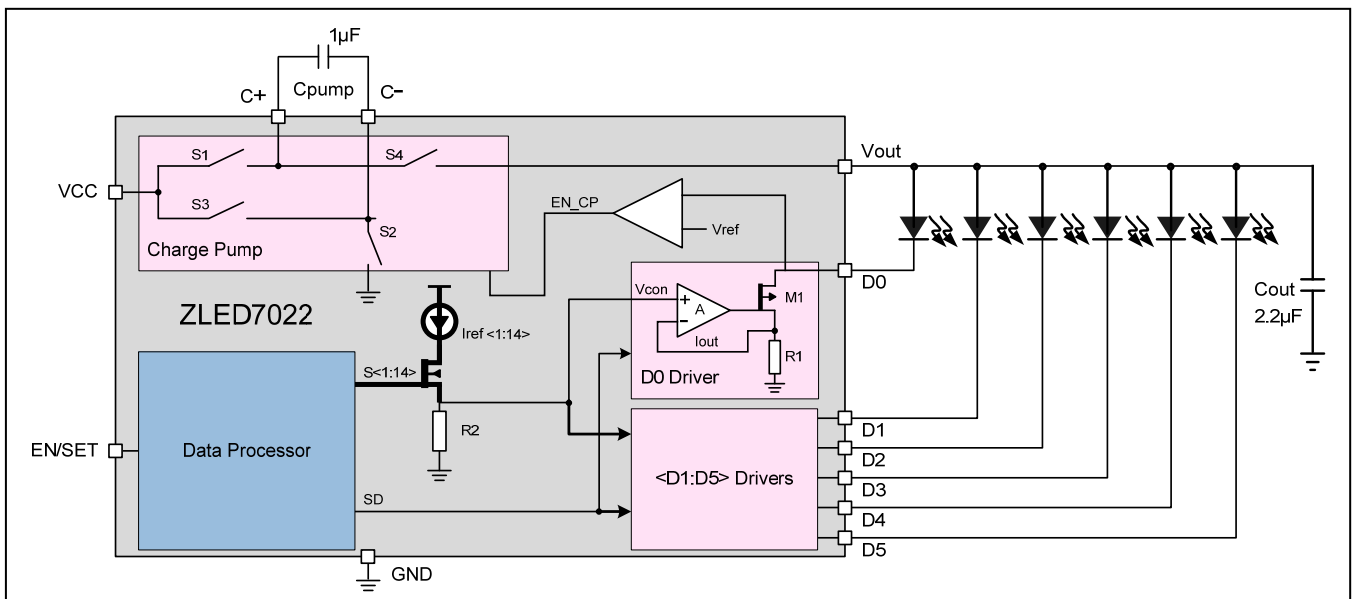 1µF
Cpump
C+
C−
S1
S4
Vout
VCC
S3
EN_CP
Vref
S2
Charge Pump
D0
ZLED7022
Vcon
+
A
−
M1
Iref <1:14>
Iout
R1
D0 Driver
Cout
2.2µF
S<1:14>
R2
EN/SET
Data Processor
<D1:D5> Drivers
D1
D2
D3
D4
D5
SD
GND